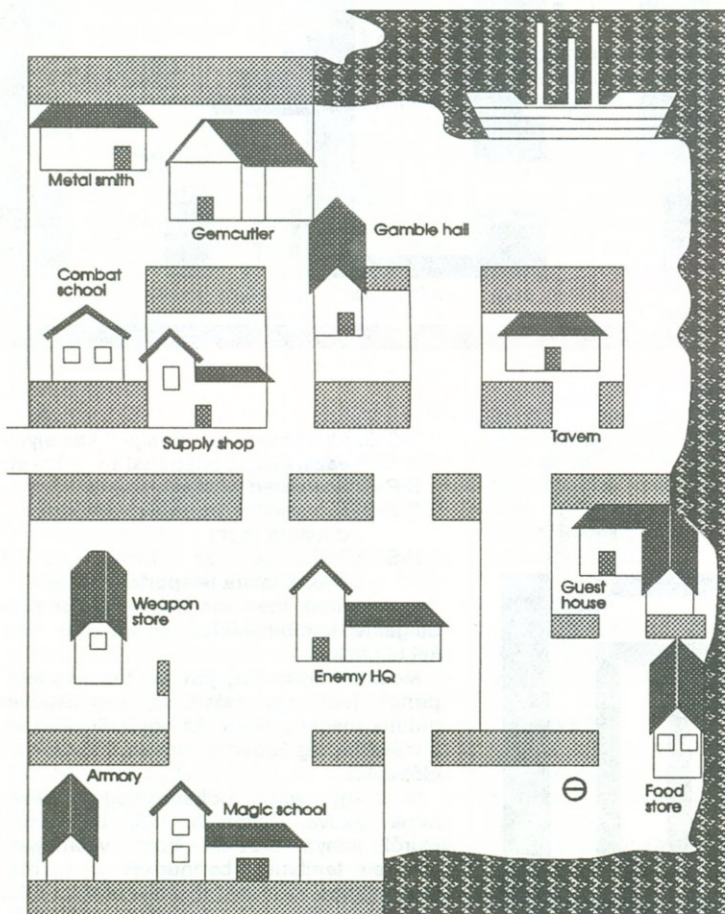 Metal smith
Gemcutler
Gamble hall
Combat
school
Supply shop
Tavern
Weapon
store
Guest
house
Enemy HQ
Armory
Magic school
Food
store